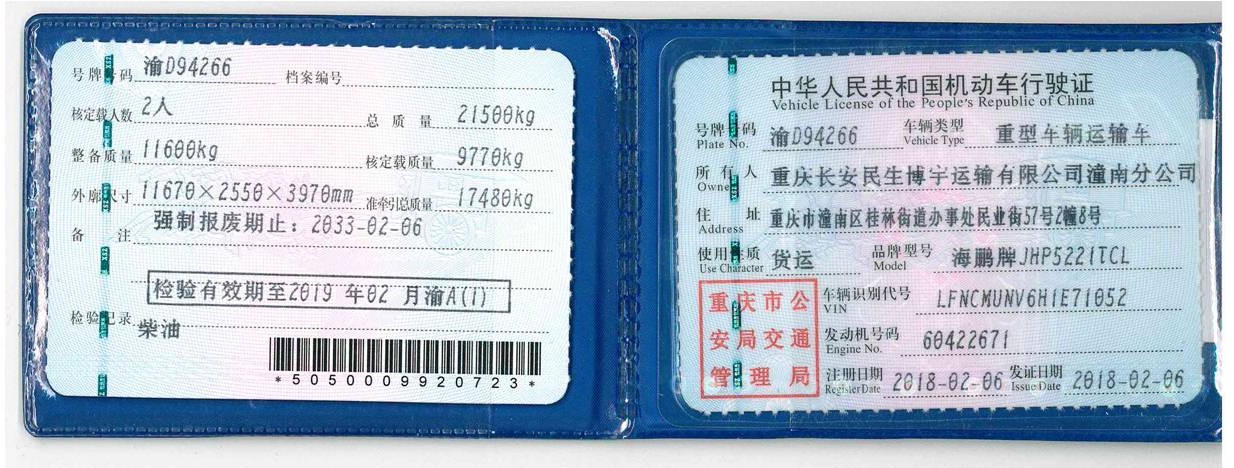 号牌号码 渝D94266 档案编号
核定载人数 2人 总质量 21500kg
整备质量 11600kg 核定载质量 9770kg
外廓尺寸 11670×2550×3970mm 准牵引总质量 17480kg
备注 强制报废期止：2033-02-06
检验有效期至2019 年02 月渝A(1)
检验记录 柴油
*5050009920723*
中华人民共和国机动车行驶证
Vehicle License of the People's Republic of China
号牌号码 渝D94266 车辆类型 重型车辆运输车
Plate No. Vehicle Type
所有人 重庆长安民生博宇运输有限公司潼南分公司
Owner
住址 重庆市潼南区桂林街道办事处民业街57号2幢8号
Address
使用性质 货运 品牌型号 海鹏牌JHP5221TCL
Use Character Model
重庆市公安局交通管理局
车辆识别代号 LFNCMUNV6H1E71052
VIN
发动机号码 60422671
Engine No.
注册日期 2018-02-06 发证日期 2018-02-06
Register Date Issue Date